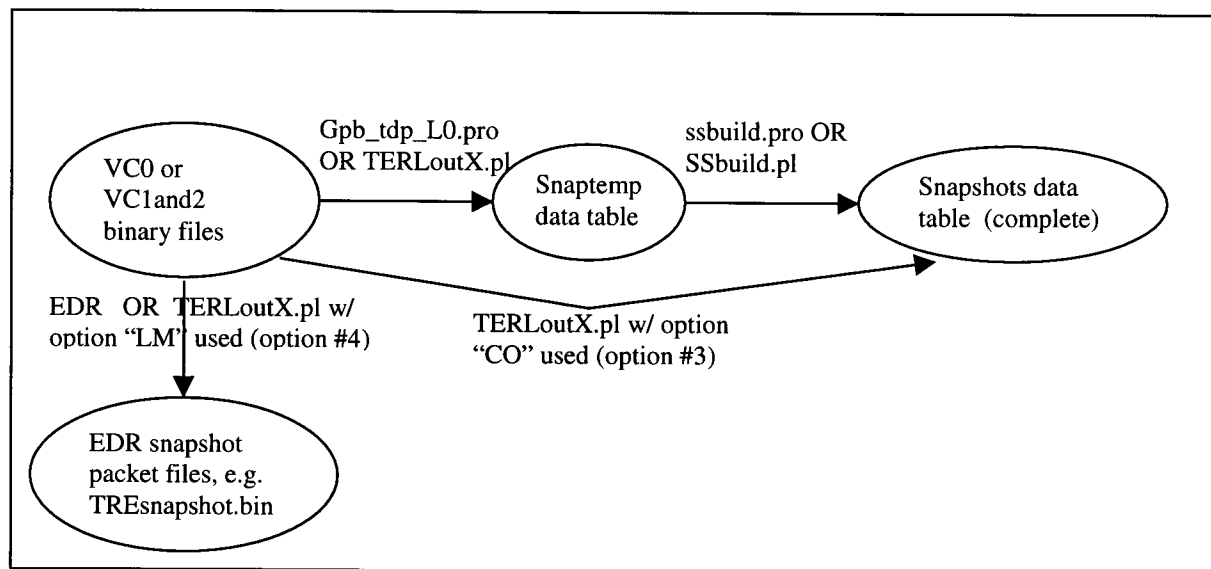 VC0 or
VC1and2
binary files
Gpb_tdp_L0.pro
OR TERLoutX.pl
Snaptemp
data table
ssbuild.pro OR
SSbuild.pl
Snapshots data
table (complete)
EDR OR TERLoutX.pl w/
option “LM” used (option #4)
TERLoutX.pl w/ option
“CO” used (option #3)
EDR snapshot
packet files, e.g.
TREsnapshot.bin